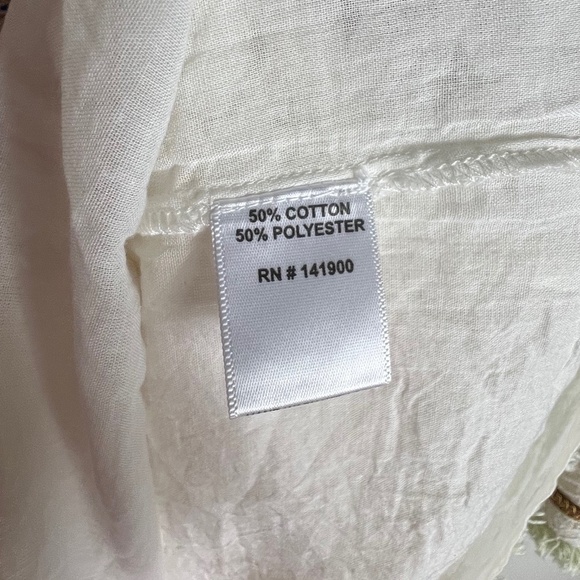 50% COTTON
50% POLYESTER
RN # 141900